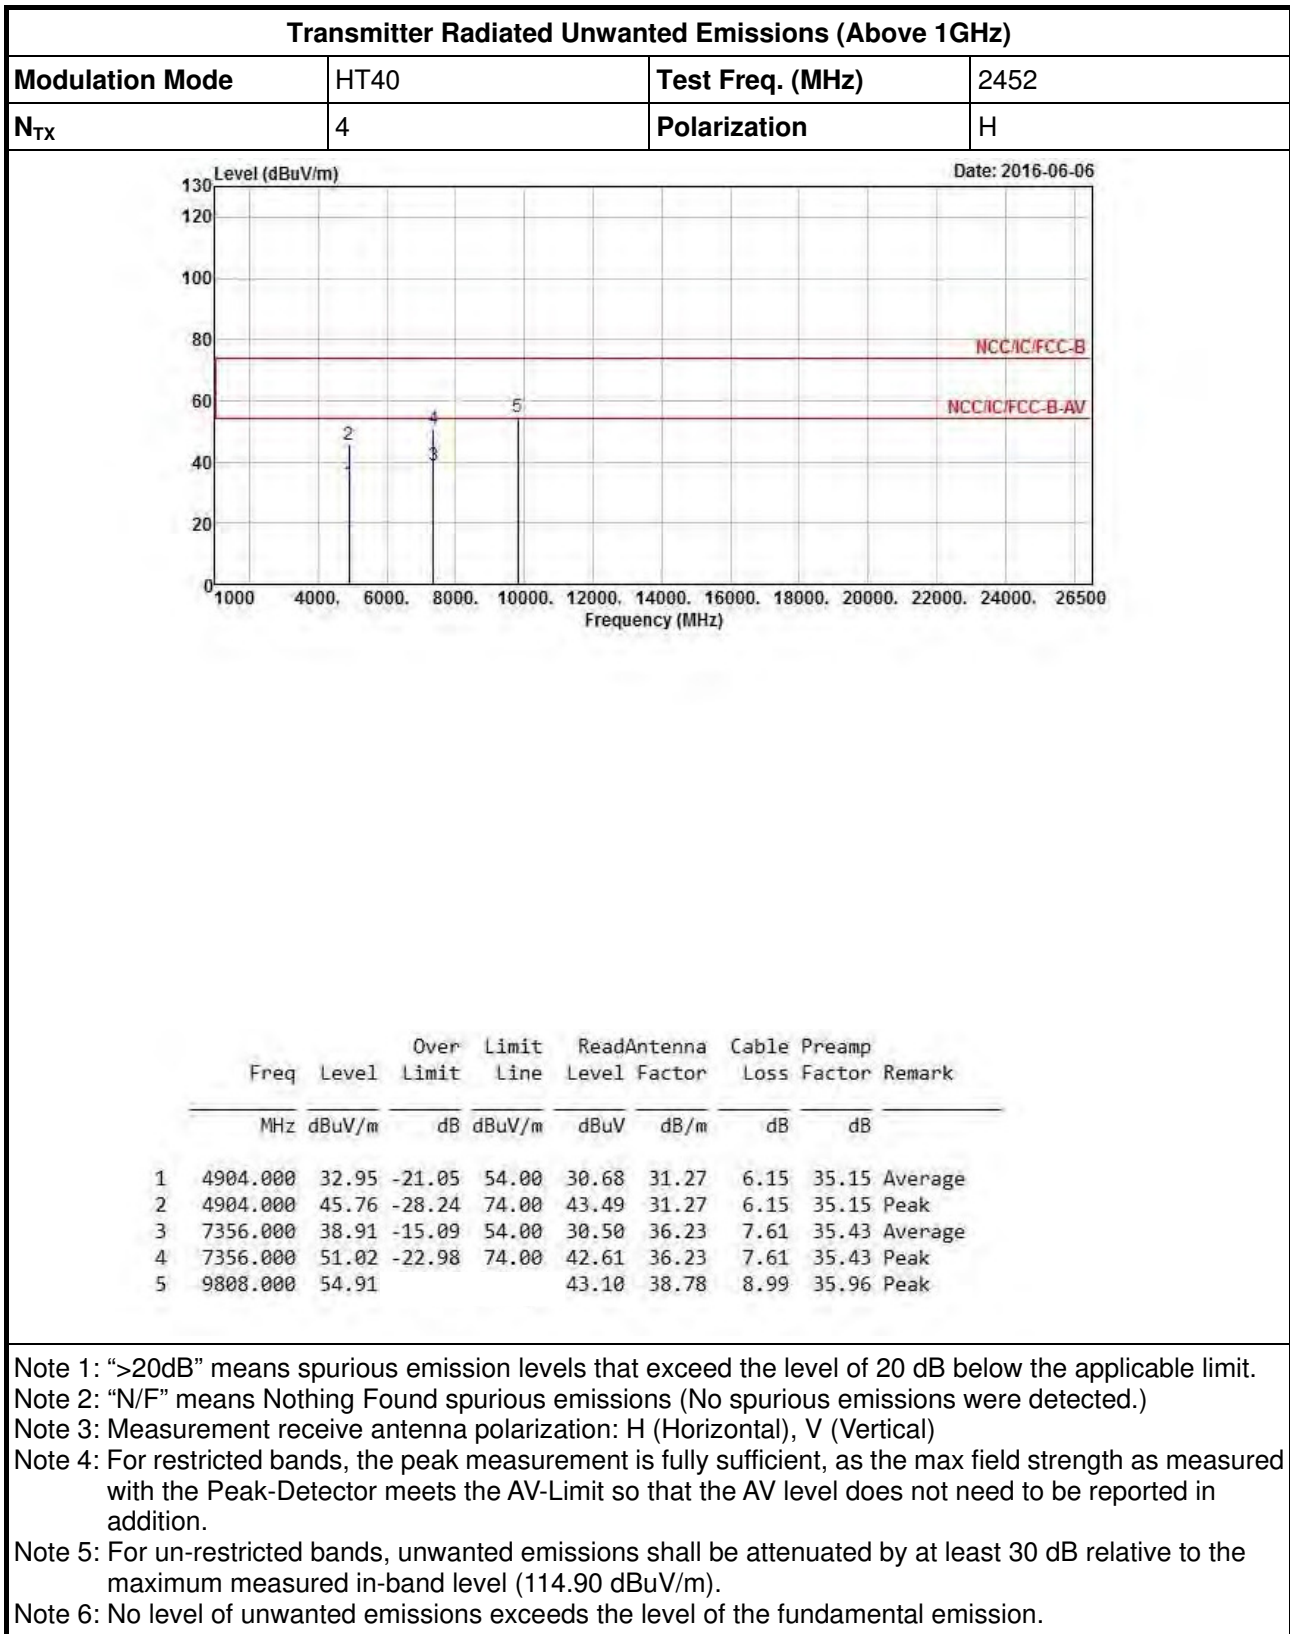 Transmitter Radiated Unwanted Emissions (Above 1GHz)
Modulation Mode HT40 Test Freq. (MHz) 2452
NTX 4 Polarization H
Level (dBuV/m) Date: 2016-06-06
130
120
100
80
NCC/IC/FCC-B
60
5
NCC/IC/FCC-B-AV
4
2
3
40
1
20
0
1000 4000. 6000. 8000. 10000. 12000. 14000. 16000. 18000. 20000. 22000. 24000. 26500
Frequency (MHz)
Over Limit ReadAntenna Cable Preamp
Freq Level Limit Line Level Factor Loss Factor Remark
MHz dBuV/m dB dBuV/m dBuV dB/m dB dB
1 4904.000 32.95 -21.05 54.00 30.68 31.27 6.15 35.15 Average
2 4904.000 45.76 -28.24 74.00 43.49 31.27 6.15 35.15 Peak
3 7356.000 38.91 -15.09 54.00 30.50 36.23 7.61 35.43 Average
4 7356.000 51.02 -22.98 74.00 42.61 36.23 7.61 35.43 Peak
5 9808.000 54.91 43.10 38.78 8.99 35.96 Peak
Note 1: “>20dB” means spurious emission levels that exceed the level of 20 dB below the applicable limit.
Note 2: “N/F” means Nothing Found spurious emissions (No spurious emissions were detected.)
Note 3: Measurement receive antenna polarization: H (Horizontal), V (Vertical)
Note 4: For restricted bands, the peak measurement is fully sufficient, as the max field strength as measured
with the Peak-Detector meets the AV-Limit so that the AV level does not need to be reported in
addition.
Note 5: For un-restricted bands, unwanted emissions shall be attenuated by at least 30 dB relative to the
maximum measured in-band level (114.90 dBuV/m).
Note 6: No level of unwanted emissions exceeds the level of the fundamental emission.